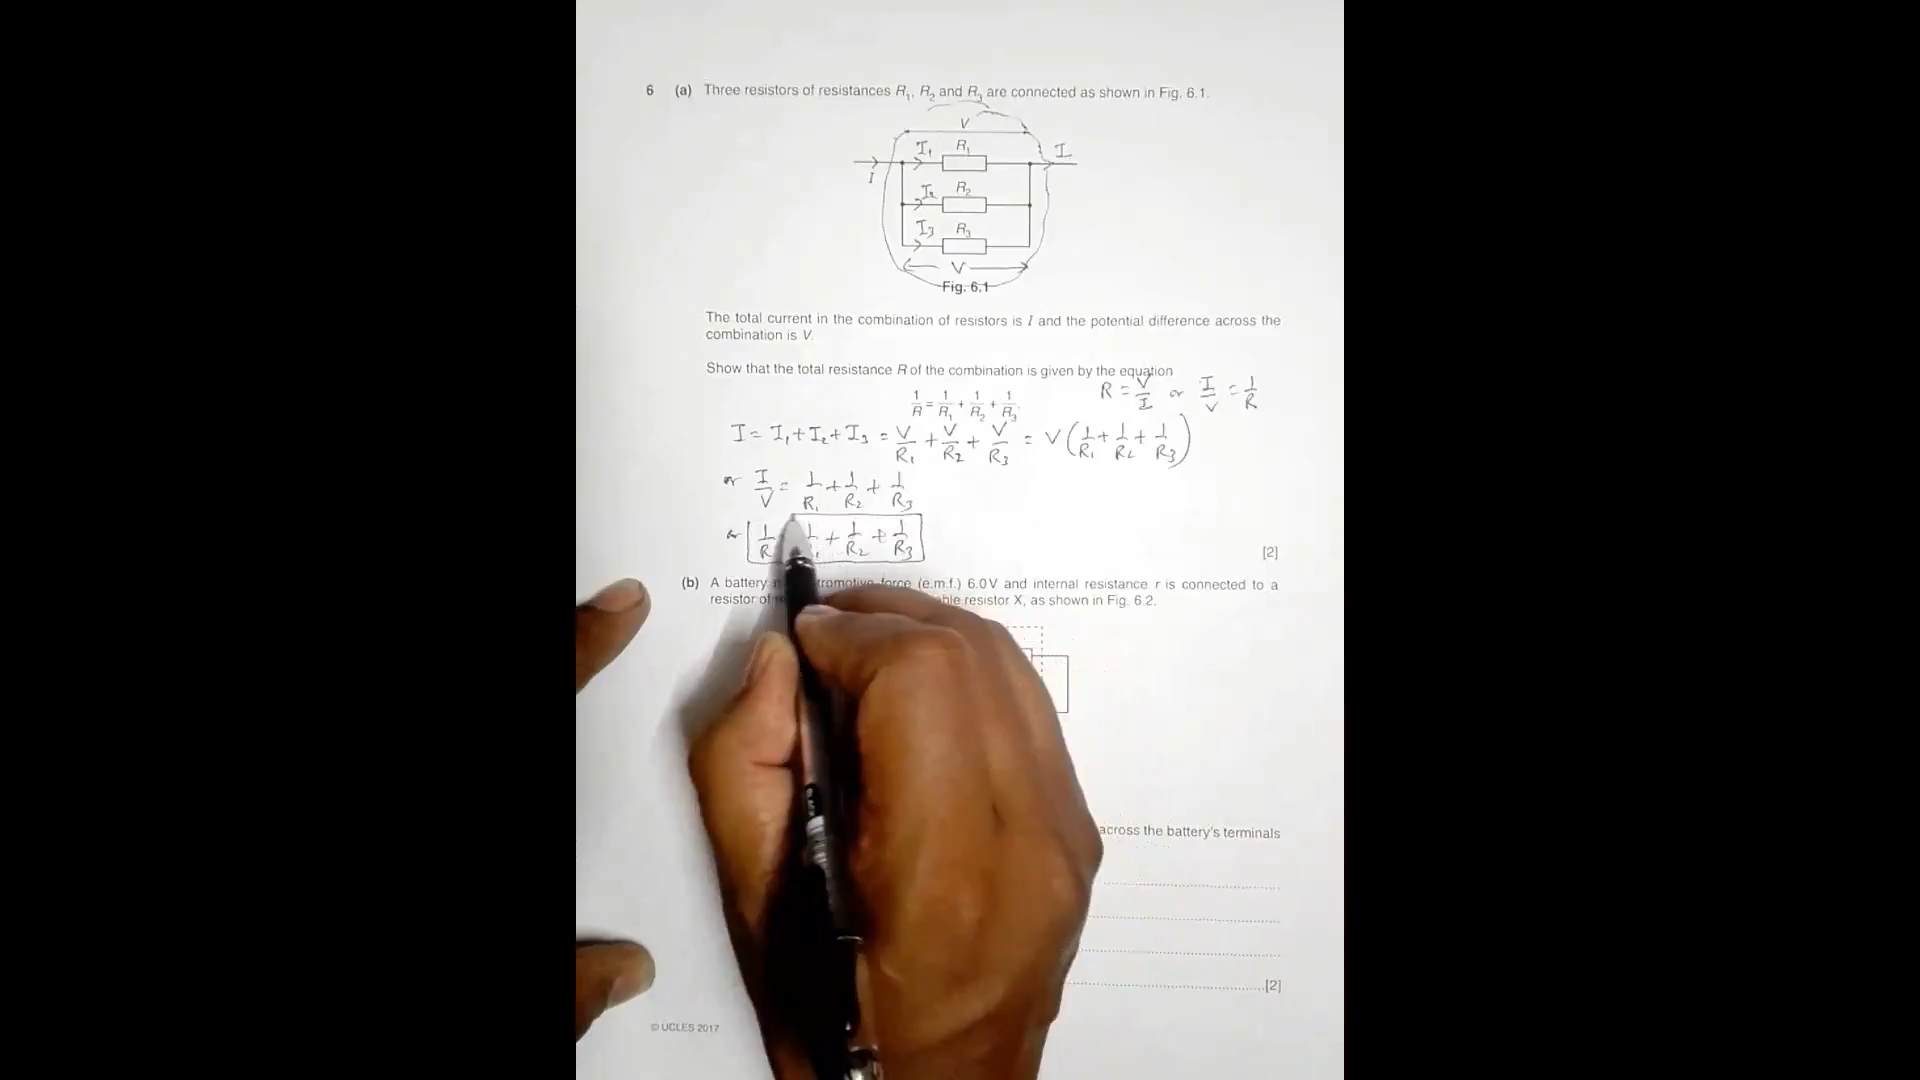 6 (a) Three resistors of resistances R₁, R₂ and R₃ are connected as shown in Fig. 6.1.
V
I₁ R₁ I
I
I₂ R₂
I₃ R₃
V
Fig. 6.1
The total current in the combination of resistors is I and the potential difference across the
combination is V.
Show that the total resistance R of the combination is given by the equation
R = V/I or I/V = 1/R
1/R = 1/R₁ + 1/R₂ + 1/R₃.
I = I₁ + I₂ + I₃ = V/R₁ + V/R₂ + V/R₃ = V(1/R₁ + 1/R₂ + 1/R₃)
or I/V = 1/R₁ + 1/R₂ + 1/R₃
or 1/R + 1/R₂ + 1/R₃
[2]
(b) A battery force (e.m.f.) 6.0V and internal resistance r is connected to a
resistor of resistor X, as shown in Fig. 6.2.
across the battery's terminals
[2]
© UCLES 2017